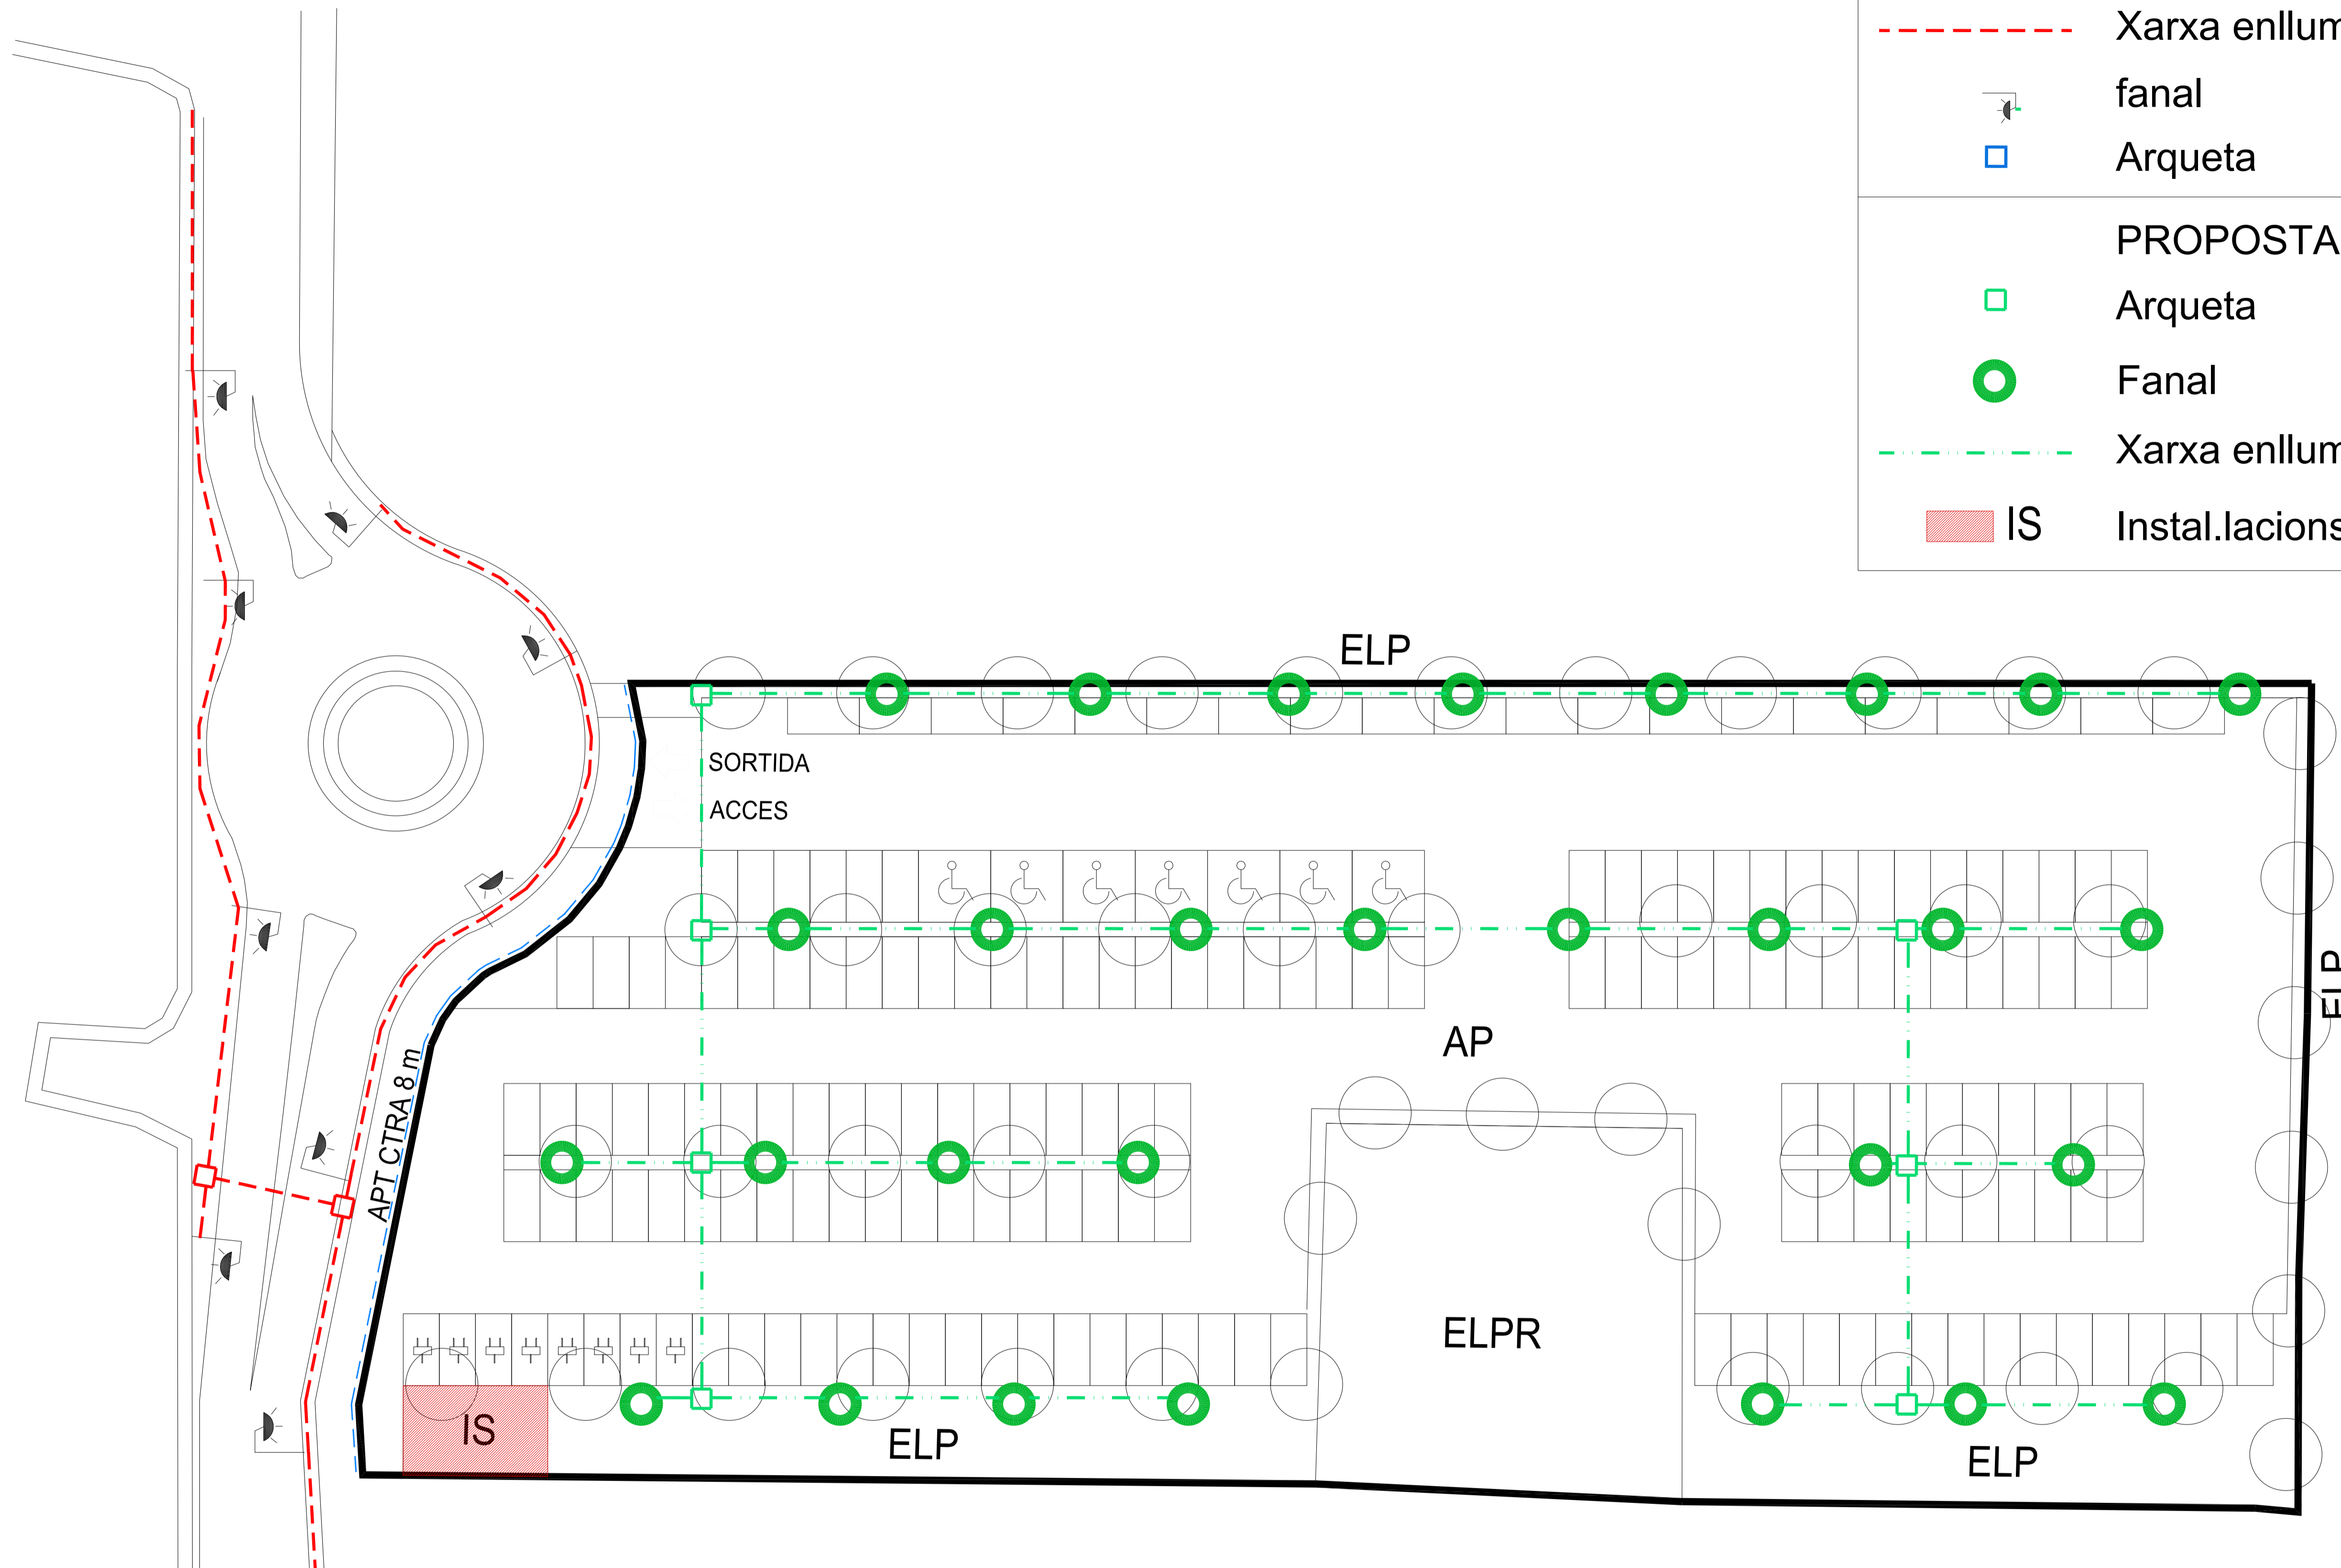 Xarxa enllum
fanal
Arqueta
PROPOSTA
Arqueta
Fanal
Xarxa enllum
IS Instal.lacions
ELP
SORTIDA
ACCES
ELP
AP
APT CTRA 8 m
ELPR
IS
ELP
ELP